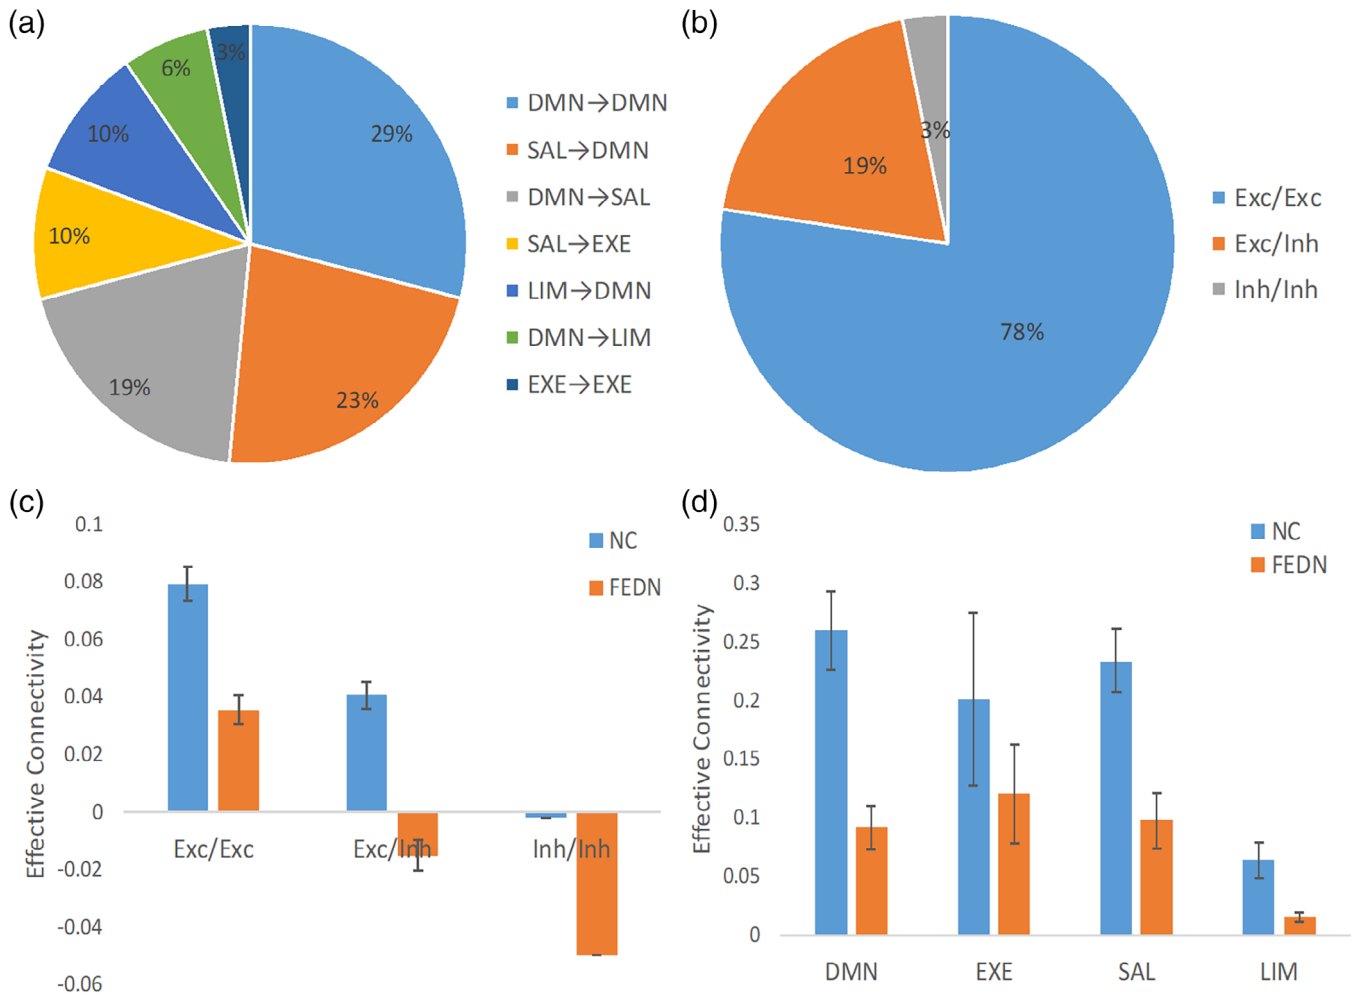 (a)
3%
6%
10%
29%
10%
19%
23%
DMN→DMN
SAL→DMN
DMN→SAL
SAL→EXE
LIM→DMN
DMN→LIM
EXE→EXE
(b)
3%
19%
78%
Exc/Exc
Exc/Inh
Inh/Inh
(c)
Effective Connectivity
0.1
0.08
0.06
0.04
0.02
0
-0.02
-0.04
-0.06
NC
FEDN
Exc/Exc
Exc/Inh
Inh/Inh
(d)
Effective Connectivity
0.35
0.3
0.25
0.2
0.15
0.1
0.05
0
NC
FEDN
DMN
EXE
SAL
LIM